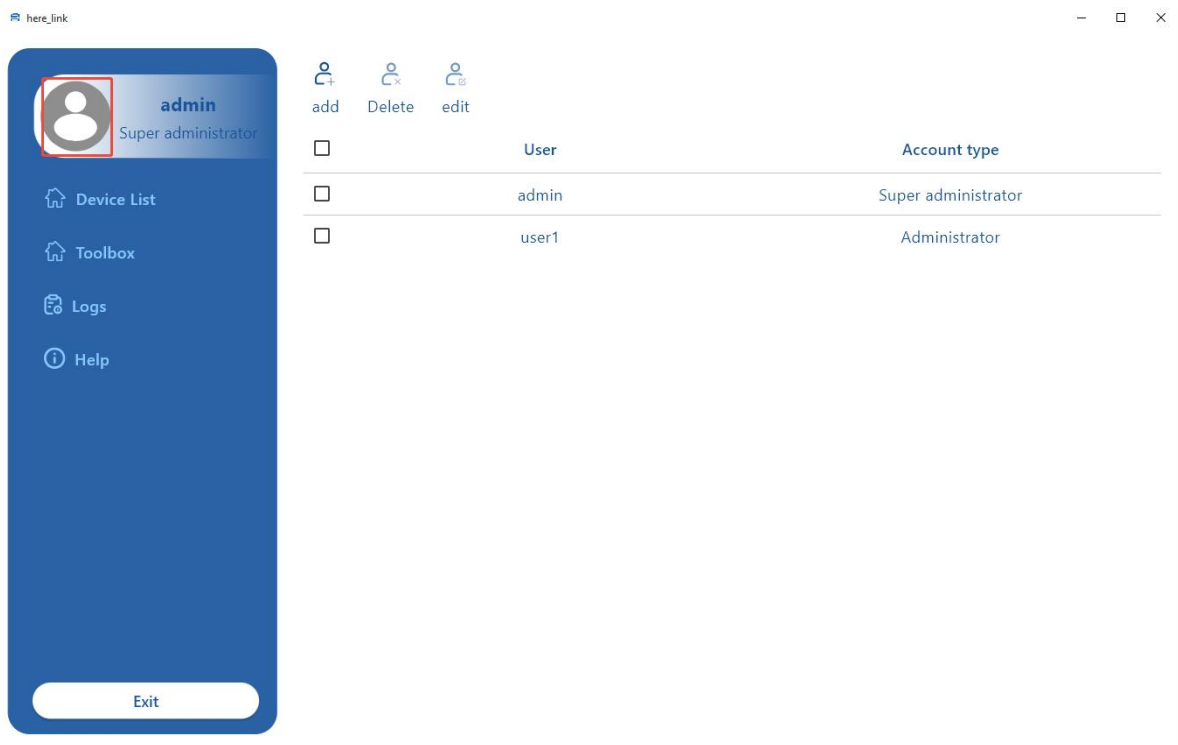 here_link
admin
Super administrator
Device List
Toolbox
Logs
Help
Exit
add Delete edit
User Account type
admin Super administrator
user1 Administrator